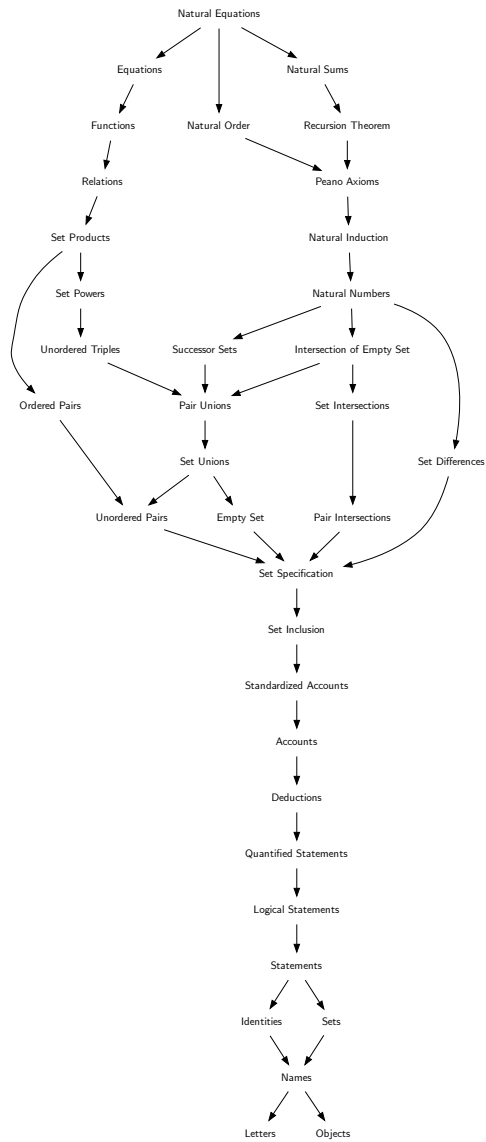 Natural Equations
Equations
Natural Sums
Functions
Natural Order
Recursion Theorem
Relations
Peano Axioms
Set Products
Natural Induction
Set Powers
Natural Numbers
Unordered Triples
Successor Sets
Intersection of Empty Set
Ordered Pairs
Pair Unions
Set Intersections
Set Unions
Set Differences
Unordered Pairs
Empty Set
Pair Intersections
Set Specification
Set Inclusion
Standardized Accounts
Accounts
Deductions
Quantified Statements
Logical Statements
Statements
Identities
Sets
Names
Letters
Objects